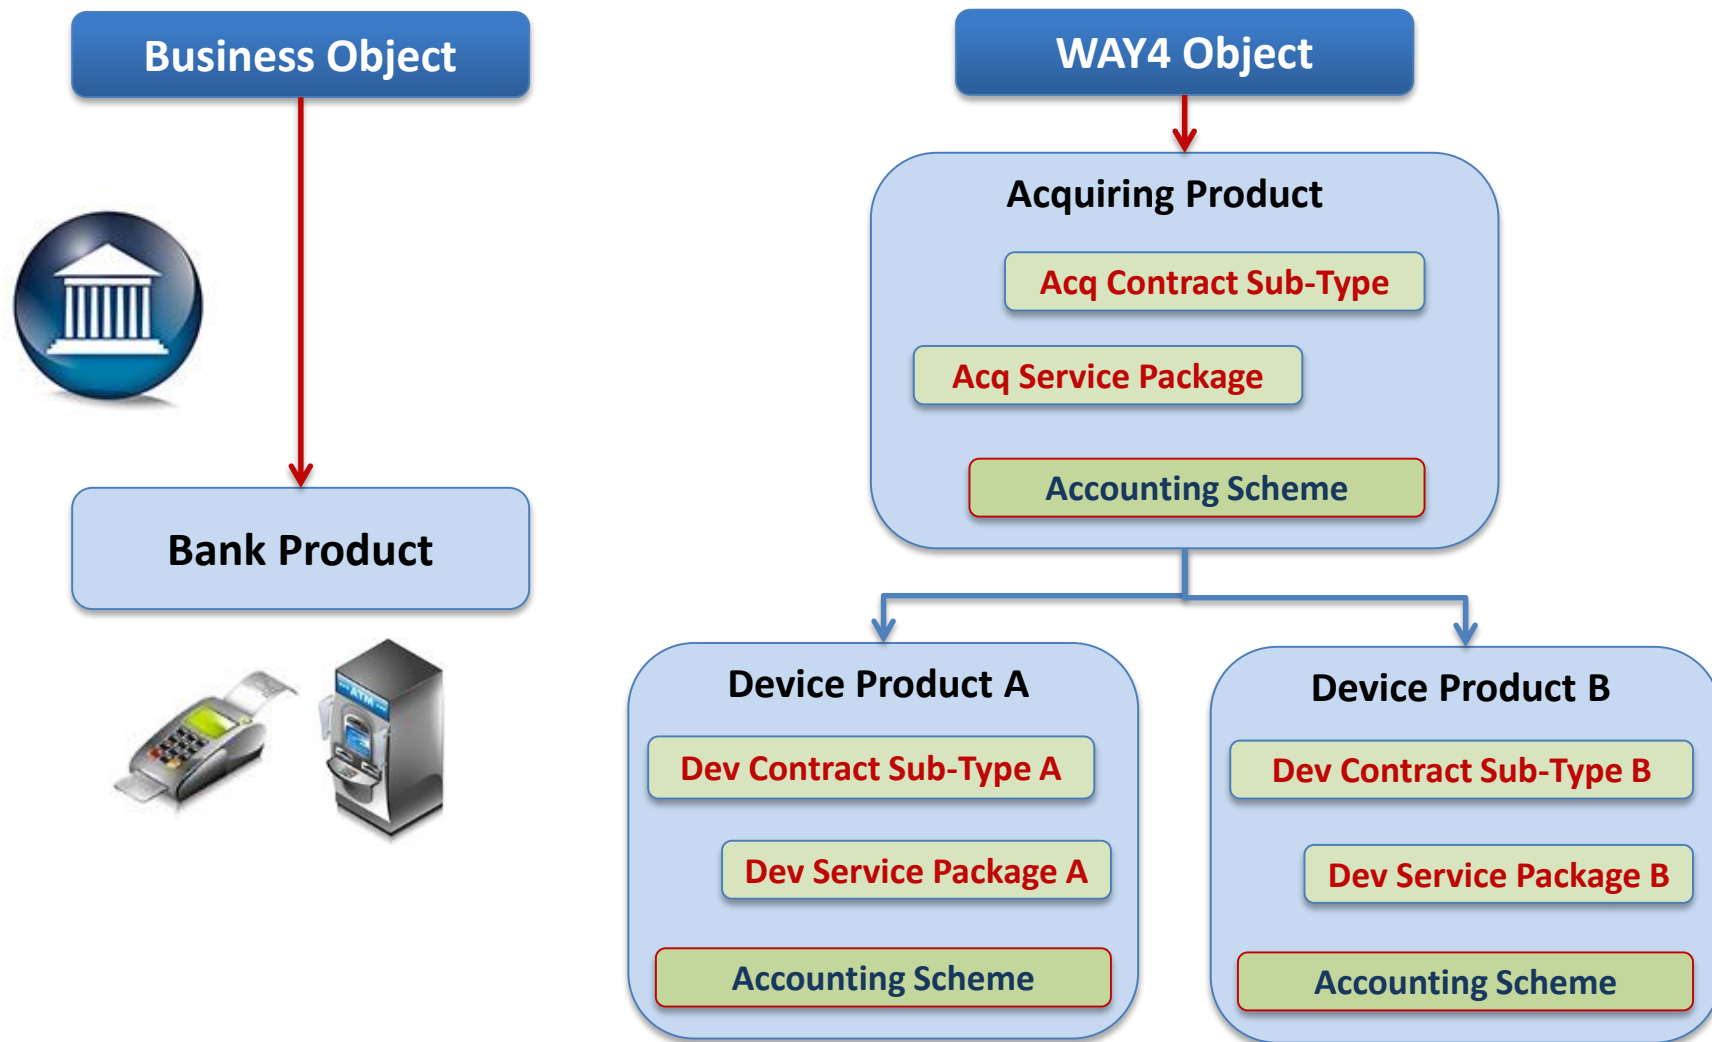 Business Object
WAY4 Object
Acquiring Product
Acq Contract Sub-Type
Acq Service Package
Accounting Scheme
Bank Product
ATM
Device Product A
Dev Contract Sub-Type A
Dev Service Package A
Accounting Scheme
Device Product B
Dev Contract Sub-Type B
Dev Service Package B
Accounting Scheme